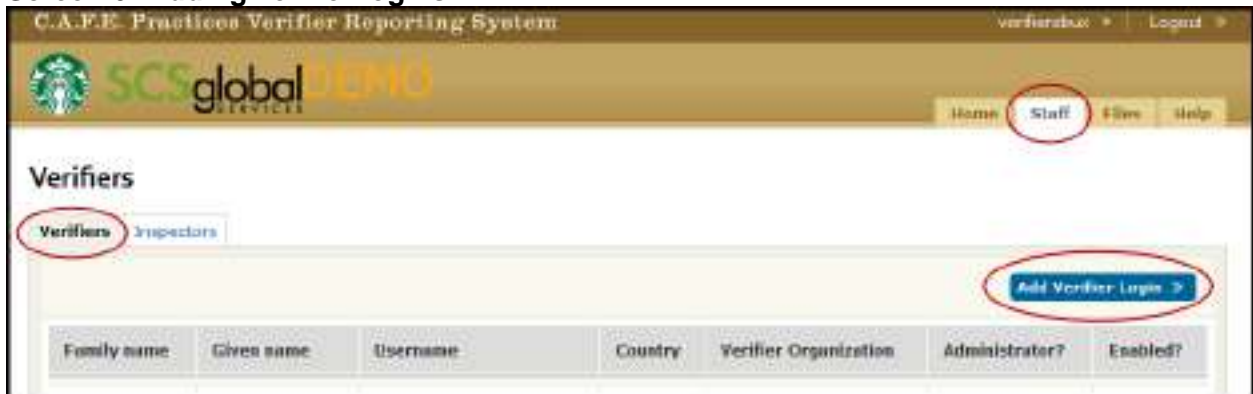 C.A.F.E. Practices Verifier Reporting System
Logout »
SCSglobal DEMO
SERVICES
Home Staff Files Help
Verifiers
Verifiers Inspectors
Add Verifier Login »
Family name Given name Username Country Verifier Organization Administrator? Enabled?